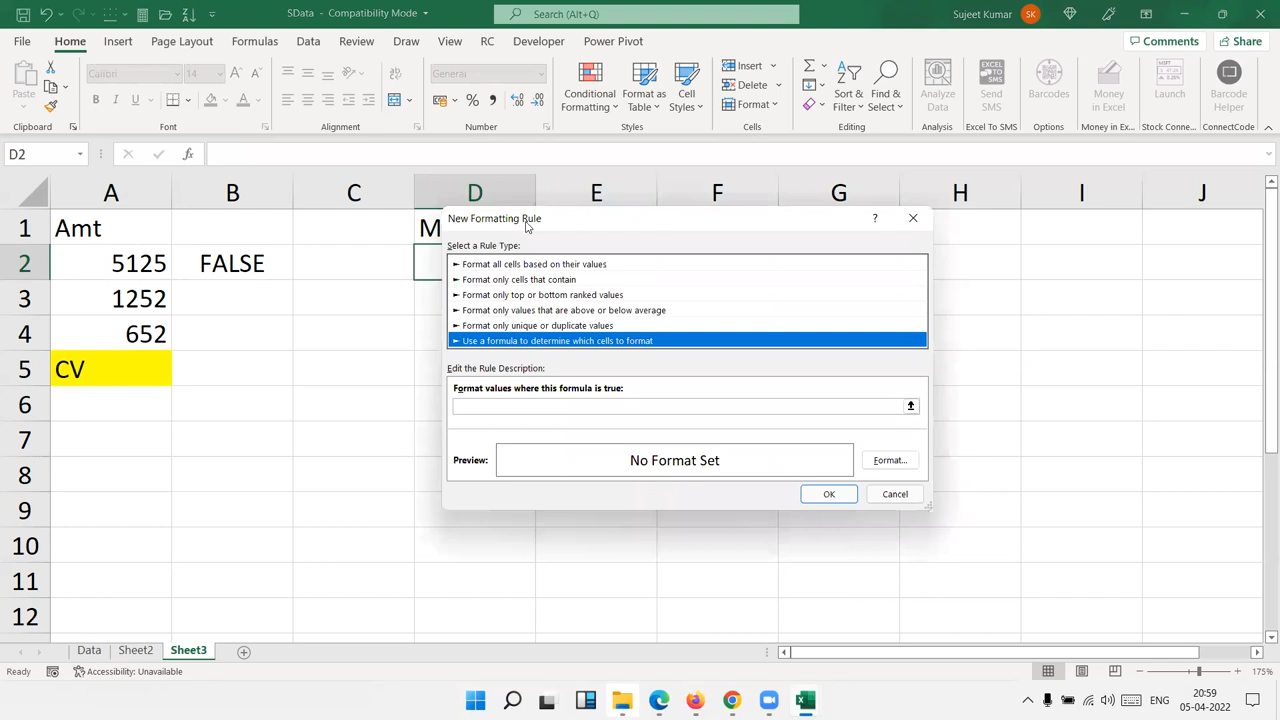 SData - Compatibility Mode
Search (Alt+Q)
Sujeet Kumar
SK
File
Home
Insert
Page Layout
Formulas
Data
Review
View
Draw
RC
Developer
Power Pivot
Comments
Share
Paste
Calibri
14
General
Conditional Formatting
Format as Table
Cell Styles
Insert
Delete
Format
Sort & Filter
Find & Select
Analyze Data
Send SMS
Barcodes
Money in Excel
Launch
Barcode Helper
Clipboard
Font
Alignment
Number
Styles
Cells
Editing
Analysis
Excel To SMS
Options
Money in Ex...
Stock Conne...
ConnectCode
D2
fx
A B C D E F G H I J
1 Amt M
2 5125 FALSE
3 1252
4 652
5 CV
6
7
8
9
10
11
12
New Formatting Rule
?
Select a Rule Type:
► Format all cells based on their values
► Format only cells that contain
► Format only top or bottom ranked values
► Format only values that are above or below average
► Format only unique or duplicate values
► Use a formula to determine which cells to format
Edit the Rule Description:
Format values where this formula is true:
Preview:
No Format Set
Format...
OK
Cancel
Data
Sheet2
Sheet3
Ready
Accessibility: Unavailable
175%
ENG
20:59
05-04-2022